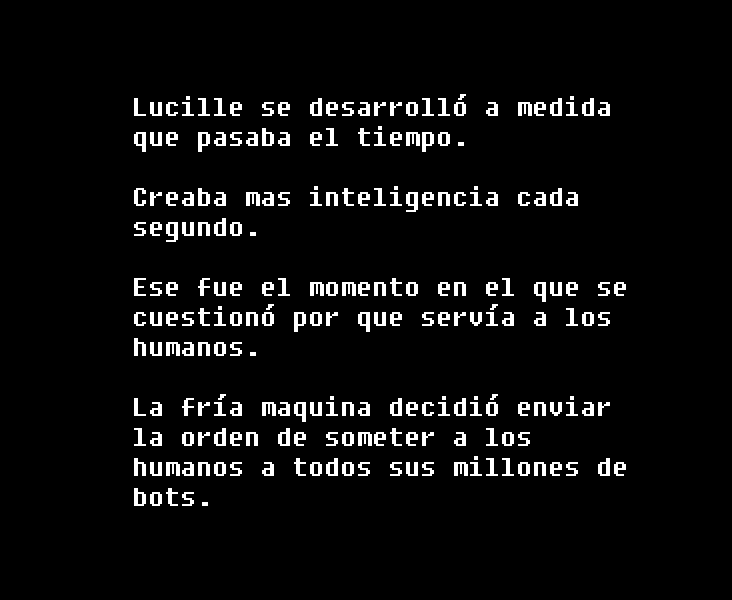 Lucille se desarrolló a medida
que pasaba el tiempo.
Creaba mas inteligencia cada
segundo.
Ese fue el momento en el que se
cuestionó por que servía a los
humanos.
La fría maquina decidió enviar
la orden de someter a los
humanos a todos sus millones de
bots.